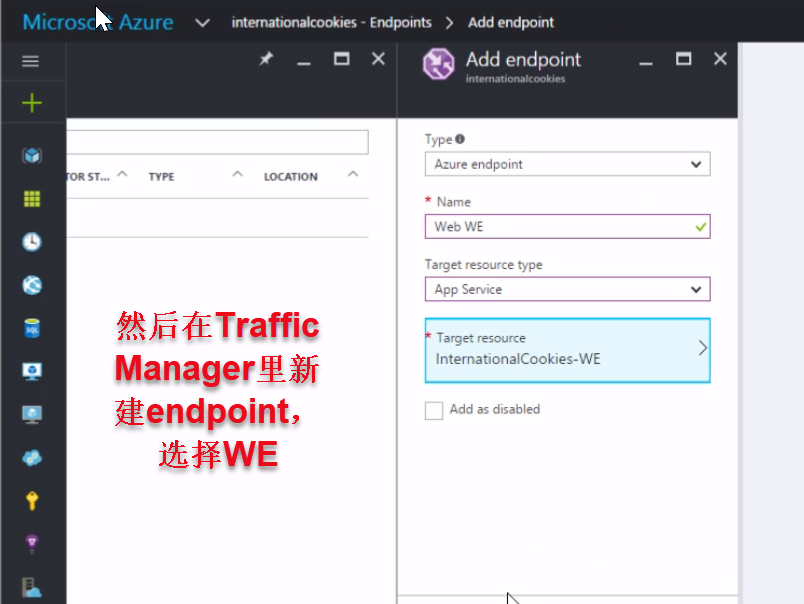 Microsoft Azure
internationalcookies - Endpoints > Add endpoint
Add endpoint
internationalcookies
TOR ST...
TYPE
LOCATION
Type
Azure endpoint
* Name
Web WE
Target resource type
App Service
* Target resource
InternationalCookies-WE
Add as disabled
然后在Traffic
Manager里新
建endpoint，
选择WE